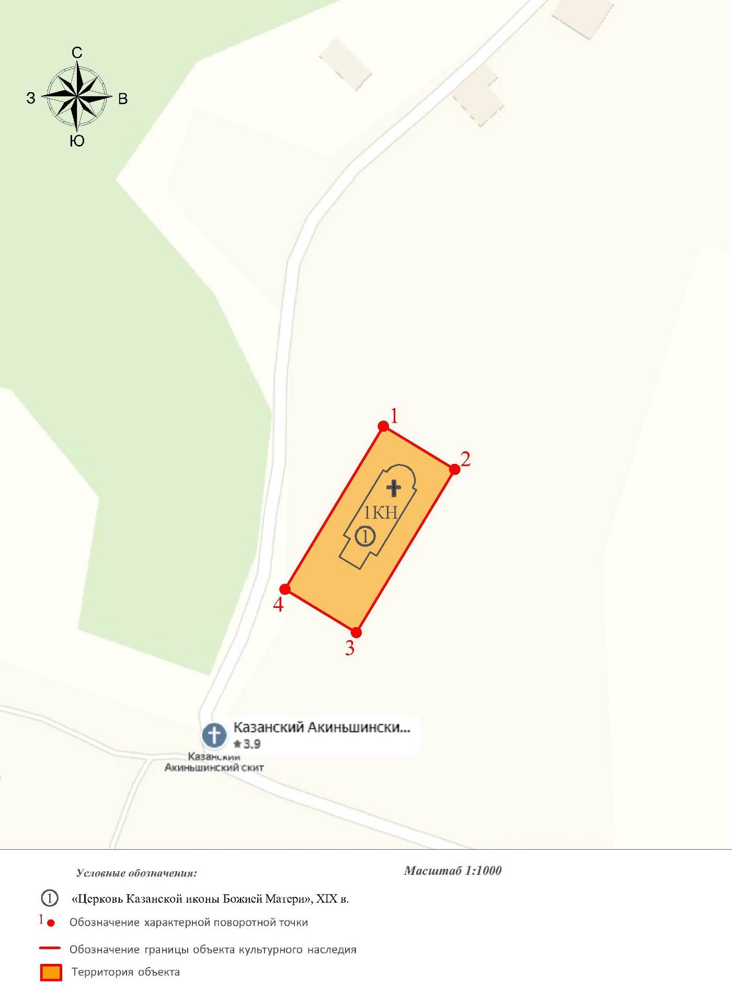 С
З
В
Ю
1
2
1КН
1
4
3
Казанский Акиньшински...
★3.9
Казанский
Акиньшинский скит
Условные обозначения:
Масштаб 1:1000
1 «Церковь Казанской иконы Божией Матери», XIX в.
1 Обозначение характерной поворотной точки
Обозначение границы объекта культурного наследия
Территория объекта